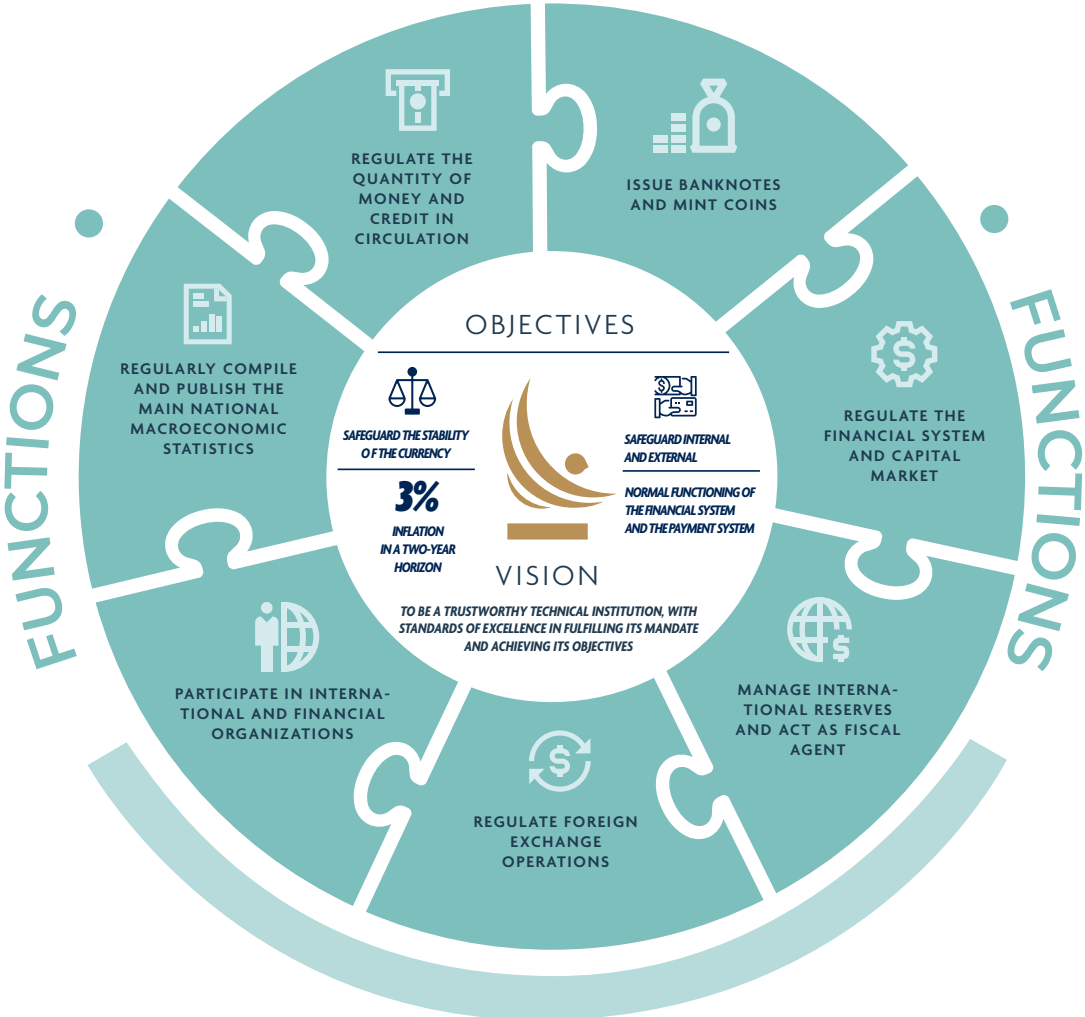 FUNCTIONS
REGULATE THE
QUANTITY OF
MONEY AND
CREDIT IN
CIRCULATION
ISSUE BANKNOTES
AND MINT COINS
REGULATE THE
FINANCIAL SYSTEM
AND CAPITAL
MARKET
MANAGE INTERNA-
TIONAL RESERVES
AND ACT AS FISCAL
AGENT
REGULATE FOREIGN
EXCHANGE
OPERATIONS
PARTICIPATE IN INTERNA-
TIONAL AND FINANCIAL
ORGANIZATIONS
REGULARLY COMPILE
AND PUBLISH THE
MAIN NATIONAL
MACROECONOMIC
STATISTICS
OBJECTIVES
SAFEGUARD THE STABILITY
OF THE CURRENCY
3%
INFLATION
IN A TWO-YEAR
HORIZON
SAFEGUARD INTERNAL
AND EXTERNAL
NORMAL FUNCTIONING OF
THE FINANCIAL SYSTEM
AND THE PAYMENT SYSTEM
VISION
TO BE A TRUSTWORTHY TECHNICAL INSTITUTION, WITH
STANDARDS OF EXCELLENCE IN FULFILLING ITS MANDATE
AND ACHIEVING ITS OBJECTIVES
FUNCTIONS